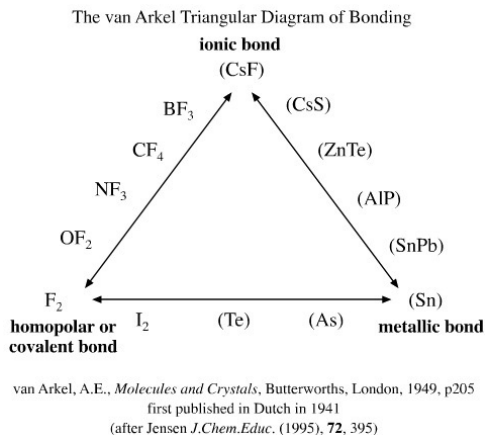 The van Arkel Triangular Diagram of Bonding
ionic bond
(CsF)
BF3
(CsS)
CF4
(ZnTe)
NF3
(AlP)
OF2
(SnPb)
F2
(Sn)
homopolar or
covalent bond
I2
(Te)
(As)
metallic bond
van Arkel, A.E., Molecules and Crystals, Butterworths, London, 1949, p205
first published in Dutch in 1941
(after Jensen J.Chem.Educ. (1995), 72, 395)